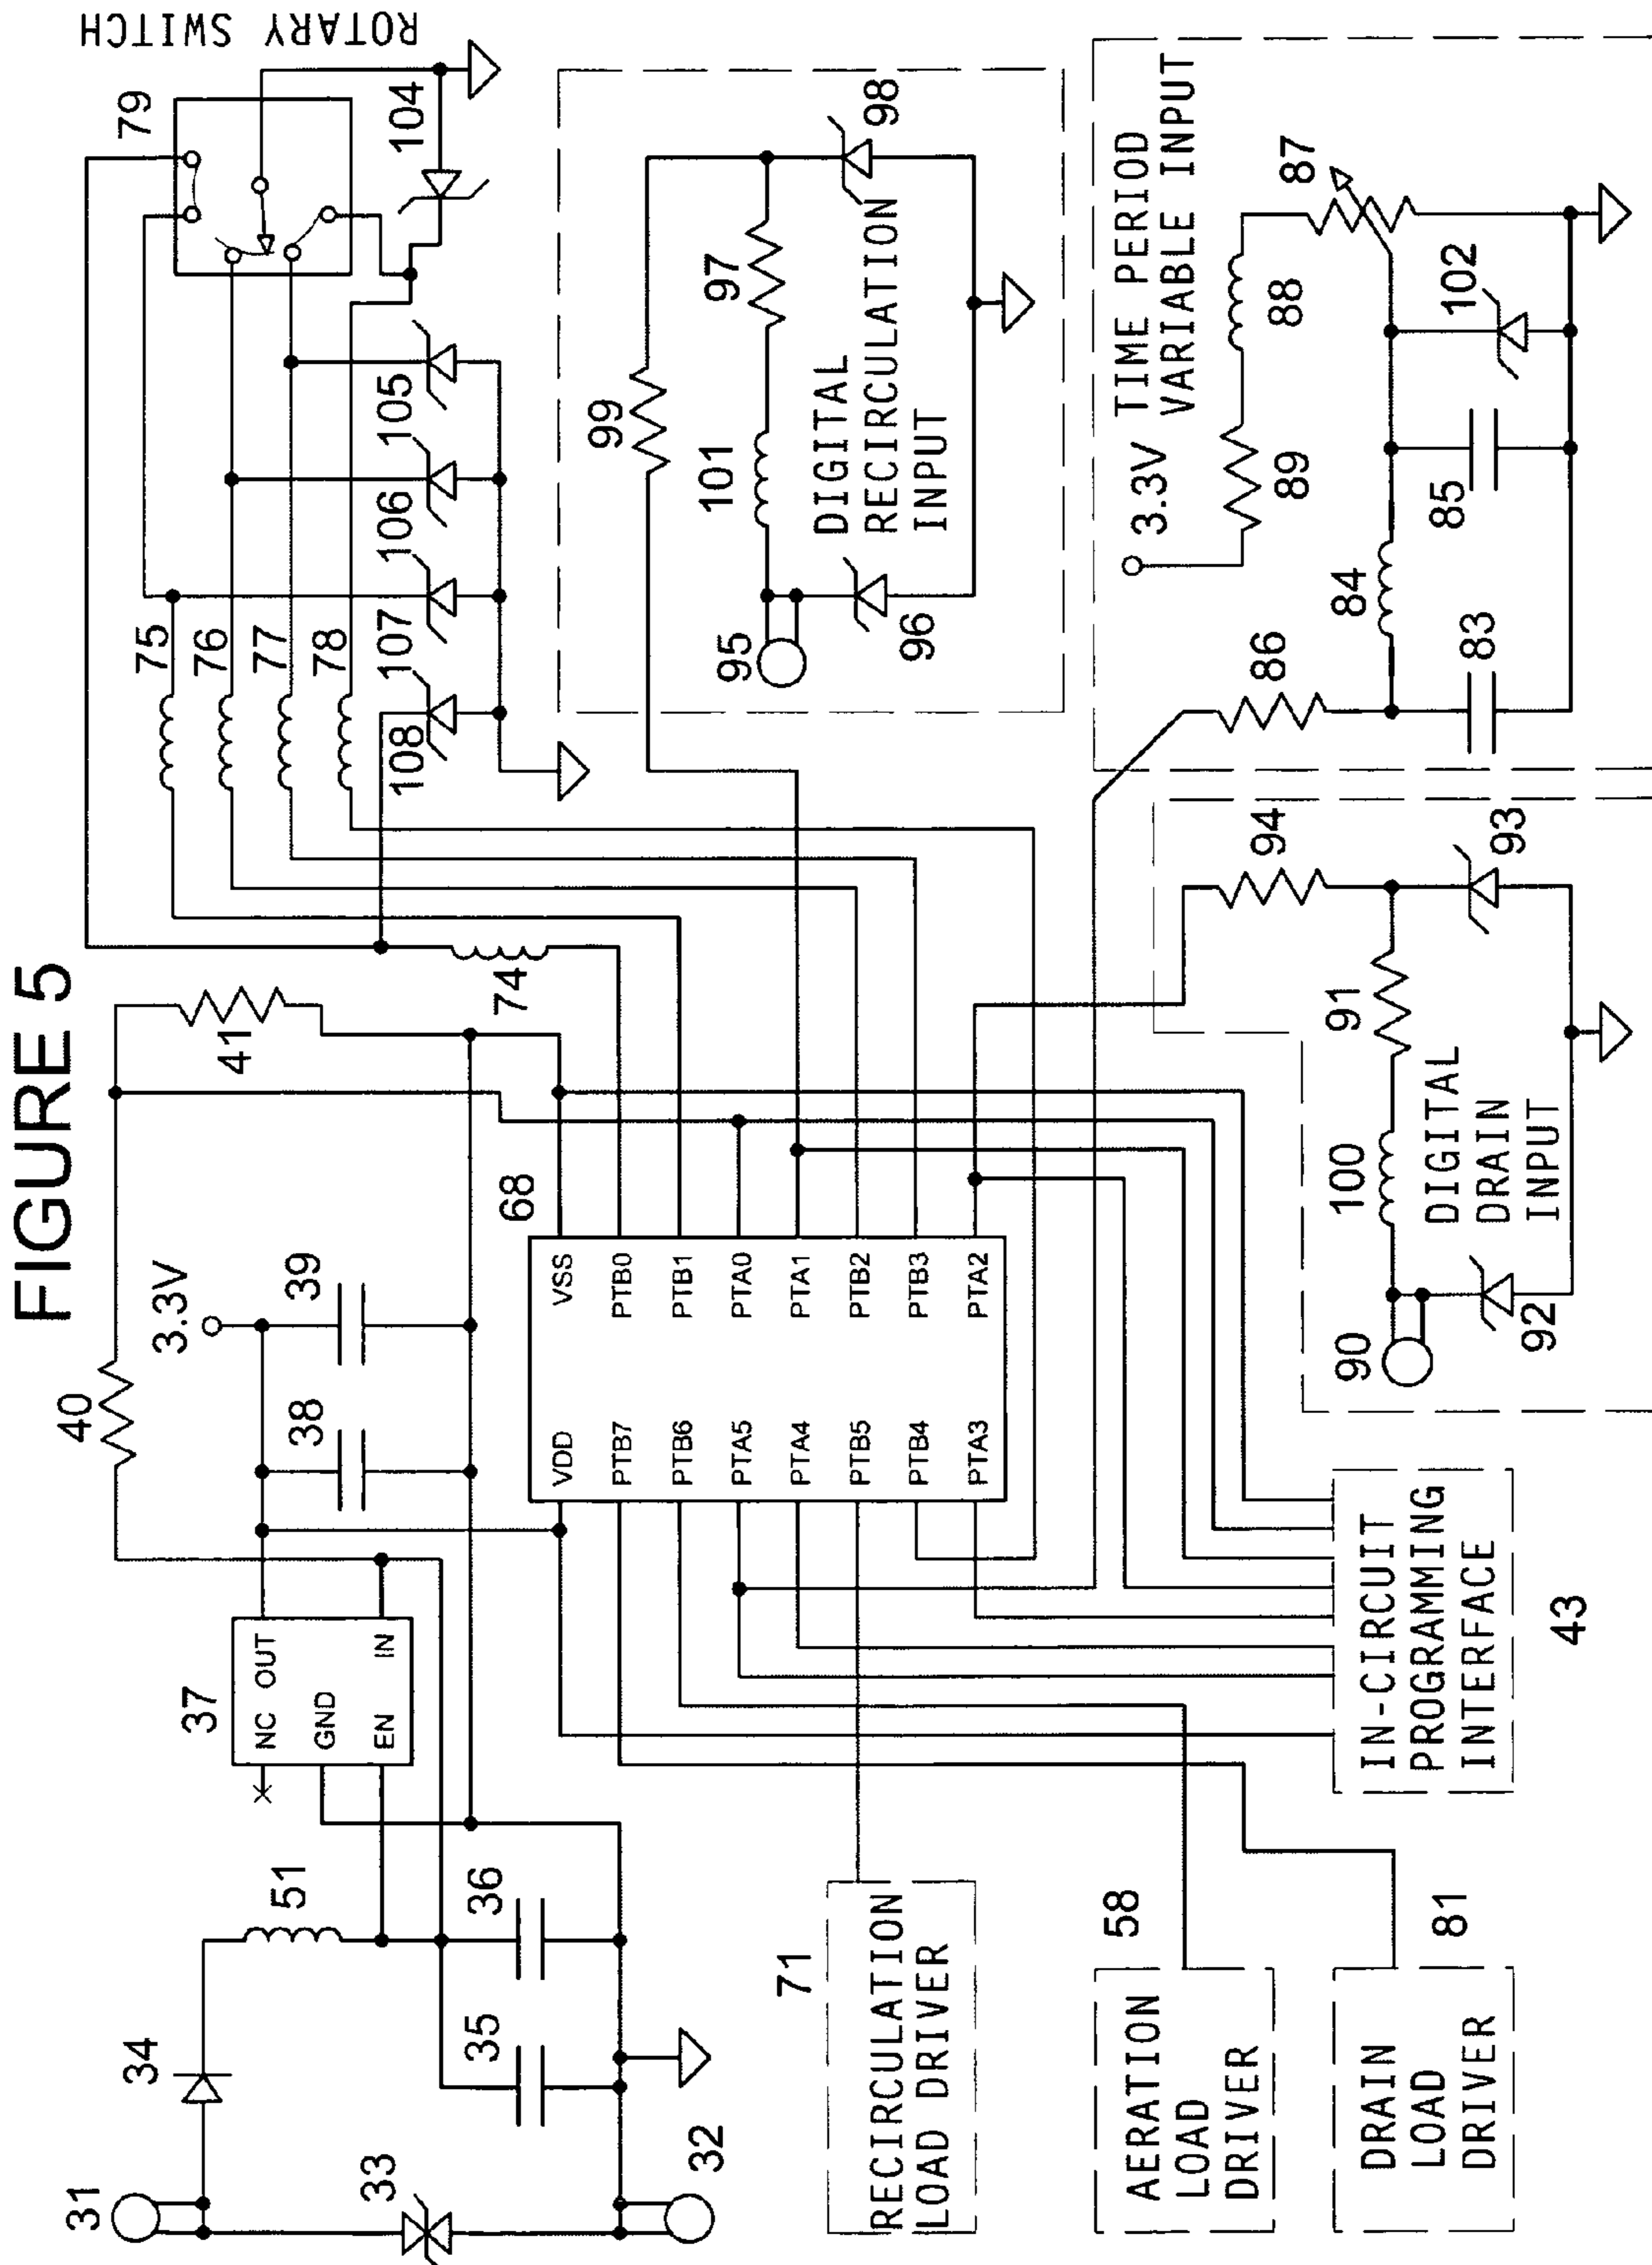 FIGURE 5
31
34
33
32
51
35
36
37
NC OUT
GND
EN IN
40
3.3V
38
39
41
68
VDD VSS
PTB7 PTB0
PTB6 PTB1
PTA5 PTA0
PTA4 PTA1
PTB5 PTB2
PTB4 PTB3
PTA3 PTA2
74
75
76
77
78
79
ROTARY SWITCH
104
105
106
107
108
99
98
97
101
95
96
DIGITAL
RECIRCULATION
INPUT
TIME PERIOD
VARIABLE INPUT
3.3V
89
88
87
102
86
84
85
83
94
93
91
100
90
92
DIGITAL
DRAIN
INPUT
71
RECIRCULATION
LOAD DRIVER
58
AERATION
LOAD
DRIVER
81
DRAIN
LOAD
DRIVER
IN-CIRCUIT
PROGRAMMING
INTERFACE
43